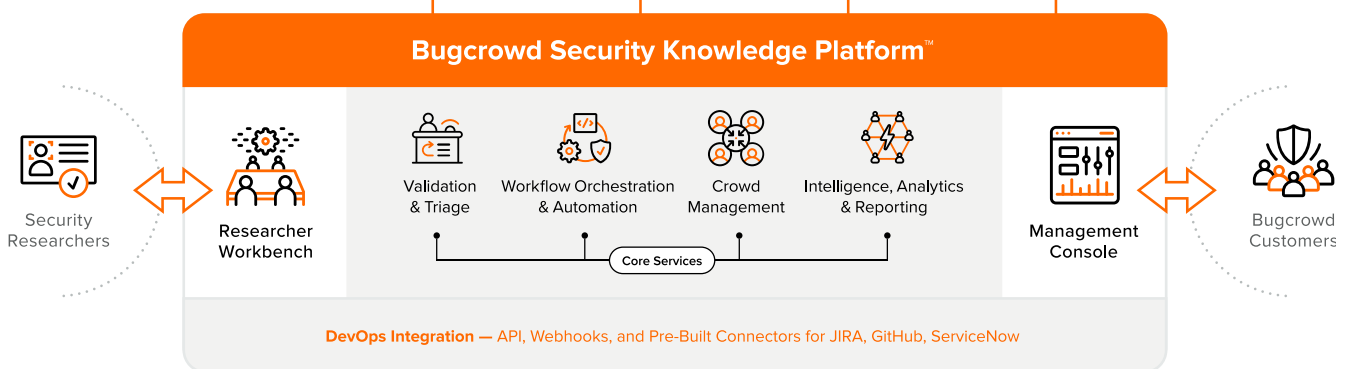 Bugcrowd Security Knowledge Platform™
</>
Security
Researchers
Researcher
Workbench
Validation
& Triage
Workflow Orchestration
& Automation
Crowd
Management
Intelligence, Analytics
& Reporting
Core Services
Management
Console
Bugcrowd
Customers
DevOps Integration — API, Webhooks, and Pre-Built Connectors for JIRA, GitHub, ServiceNow